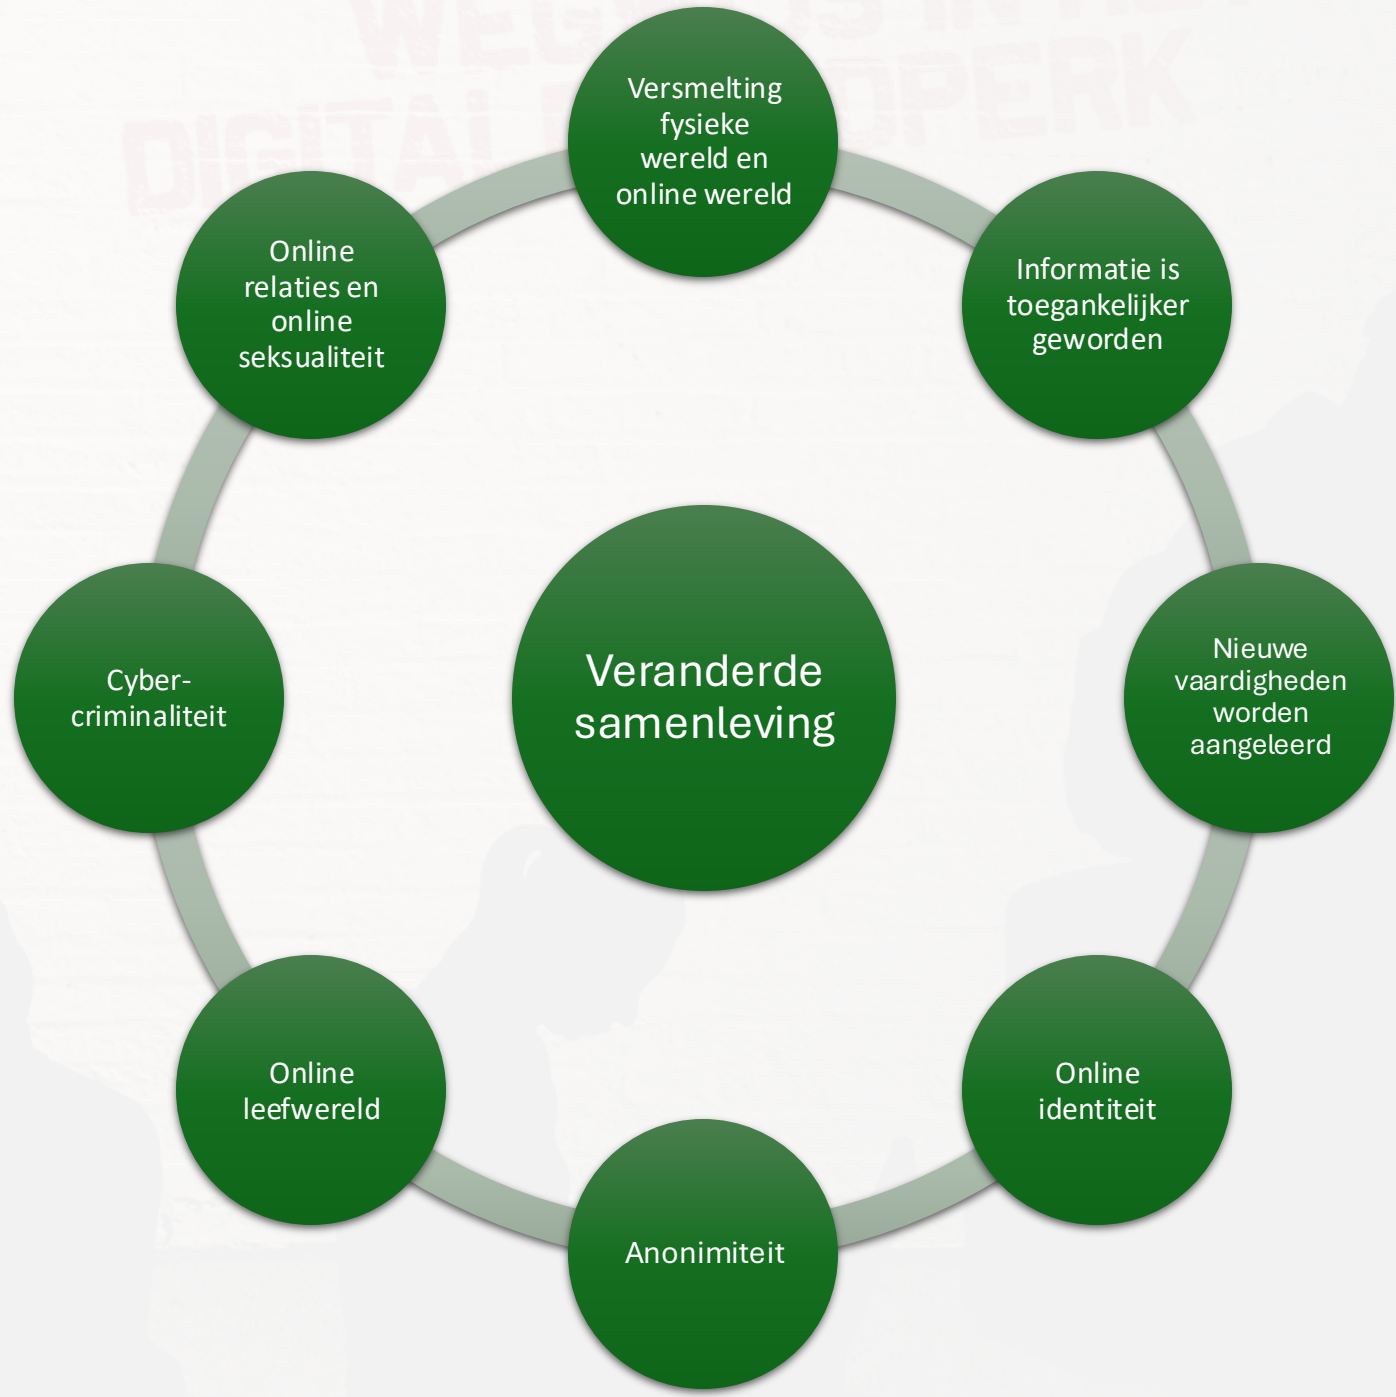 DIGITAL
Versmelting
fysieke
wereld en
online wereld
Informatie is
toegankelijker
geworden
Nieuwe
vaardigheden
worden
aangeleerd
Online
identiteit
Anonimiteit
Online
leefwereld
Cyber-
criminaliteit
Online
relaties en
online
seksualiteit
Veranderde
samenleving